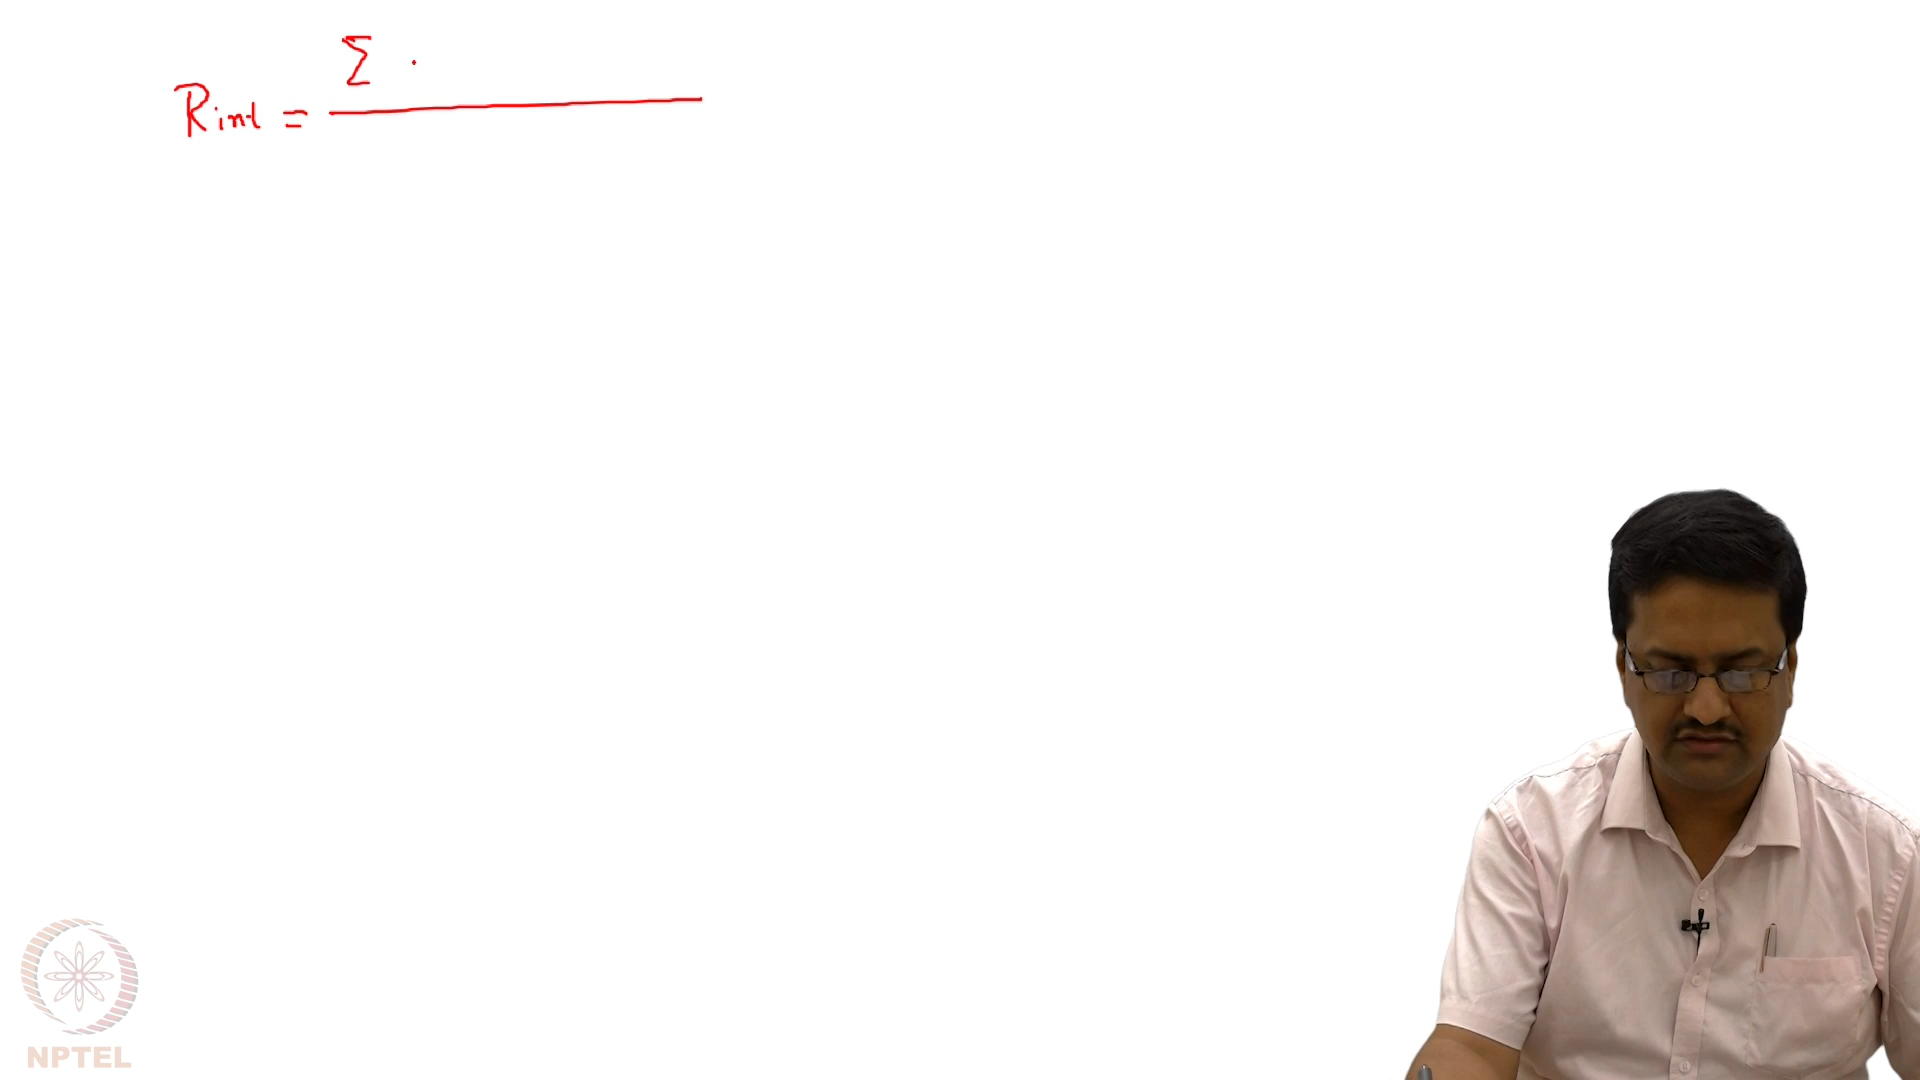 Rint = Σ .
NPTEL